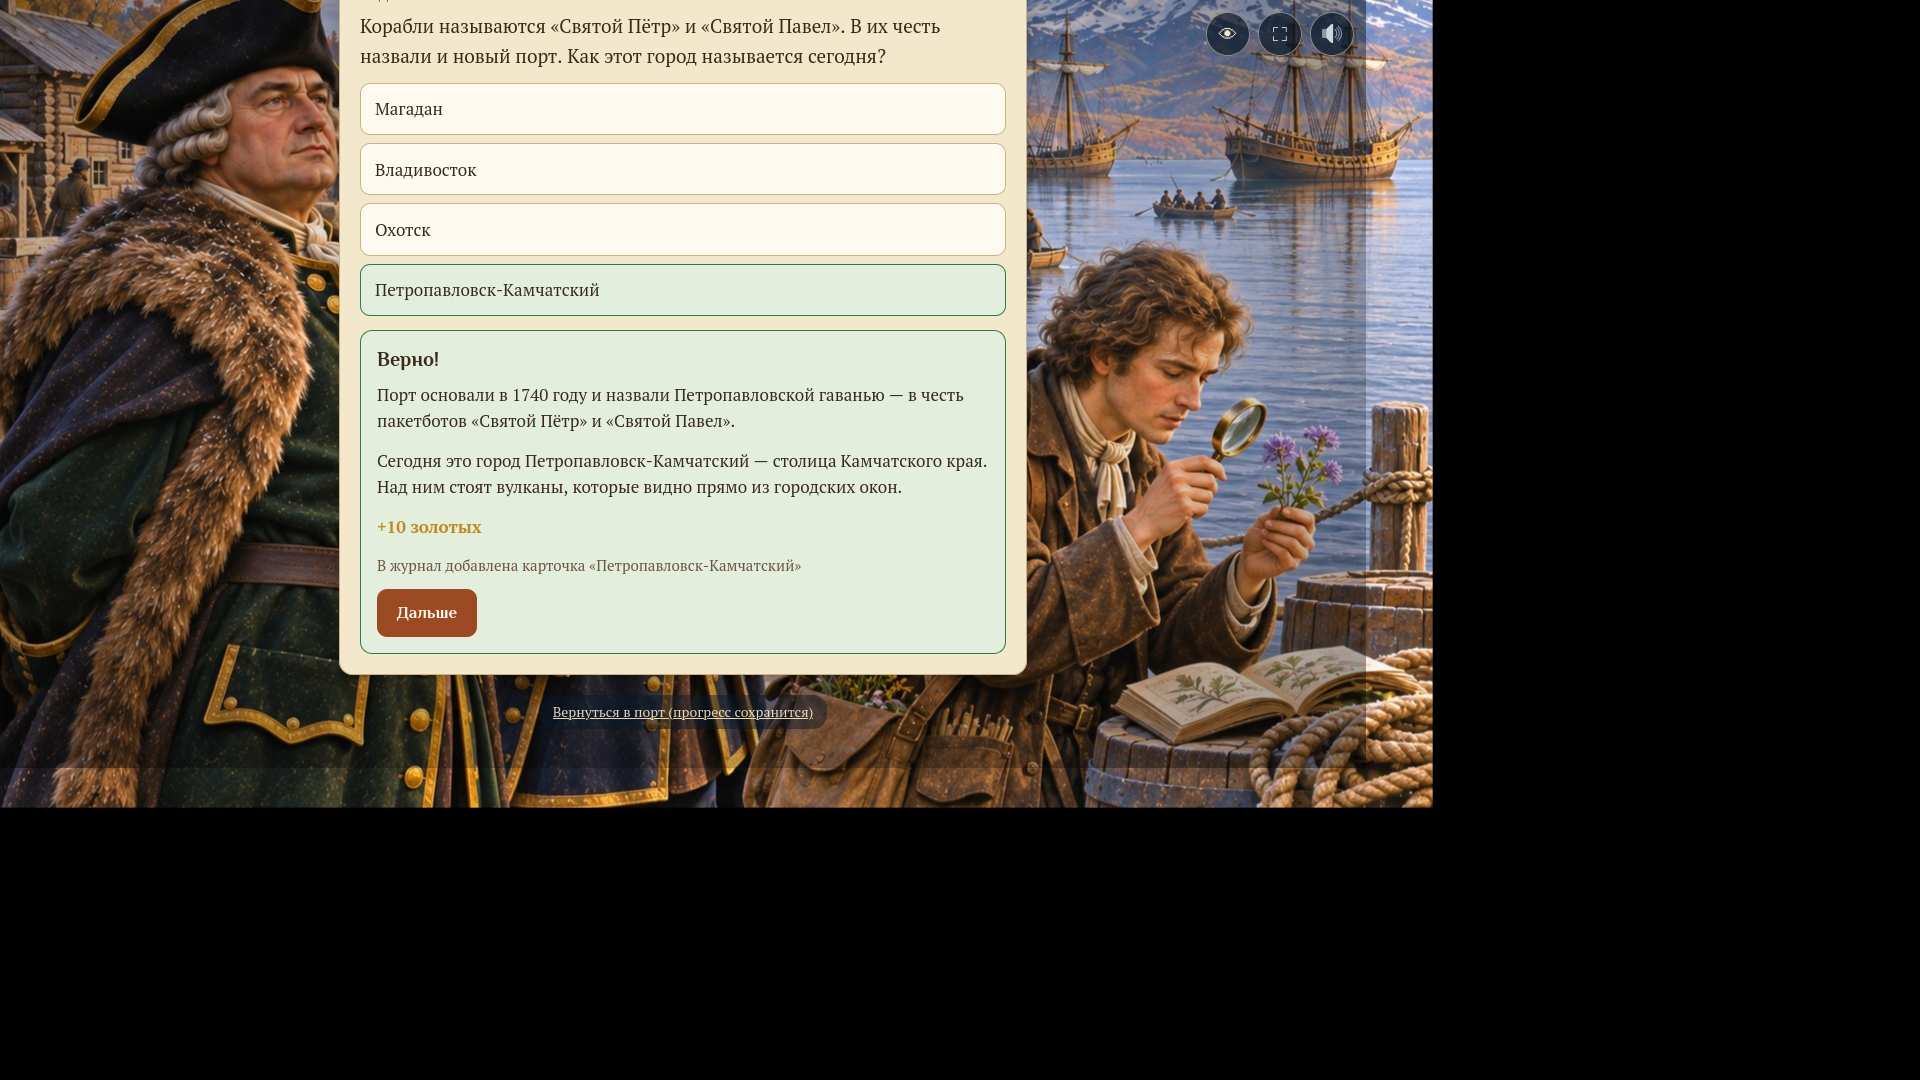 Корабли называются «Святой Пётр» и «Святой Павел». В их честь
назвали и новый порт. Как этот город называется сегодня?
Магадан
Владивосток
Охотск
Петропавловск-Камчатский
Верно!
Порт основали в 1740 году и назвали Петропавловской гаванью — в честь
пакетботов «Святой Пётр» и «Святой Павел».
Сегодня это город Петропавловск-Камчатский — столица Камчатского края.
Над ним стоят вулканы, которые видно прямо из городских окон.
+10 золотых
В журнал добавлена карточка «Петропавловск-Камчатский»
Дальше
Вернуться в порт (прогресс сохранится)